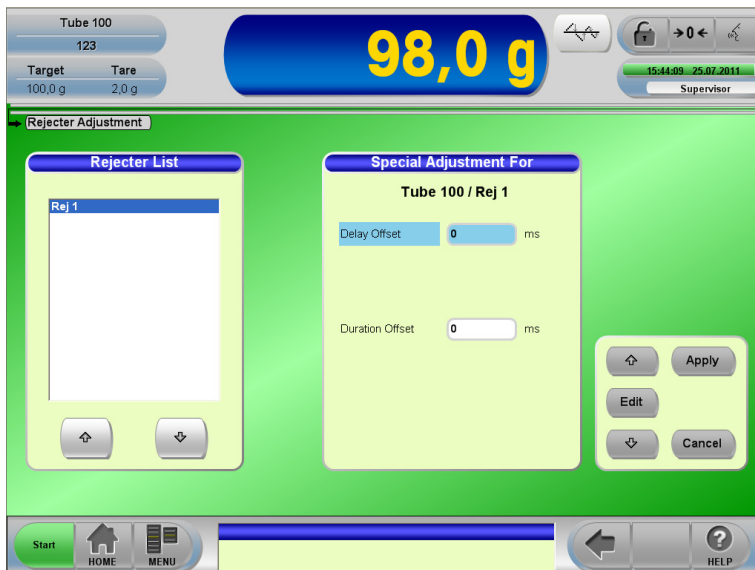 Tube 100
123
Target Tare
100,0 g 2,0 g
98,0 g
→0←
15:44:09 25.07.2011
Supervisor
Rejecter Adjustment
Rejecter List
Rej 1
Special Adjustment For
Tube 100 / Rej 1
Delay Offset 0 ms
Duration Offset 0 ms
Apply
Edit
Cancel
Start
HOME
MENU
?
HELP